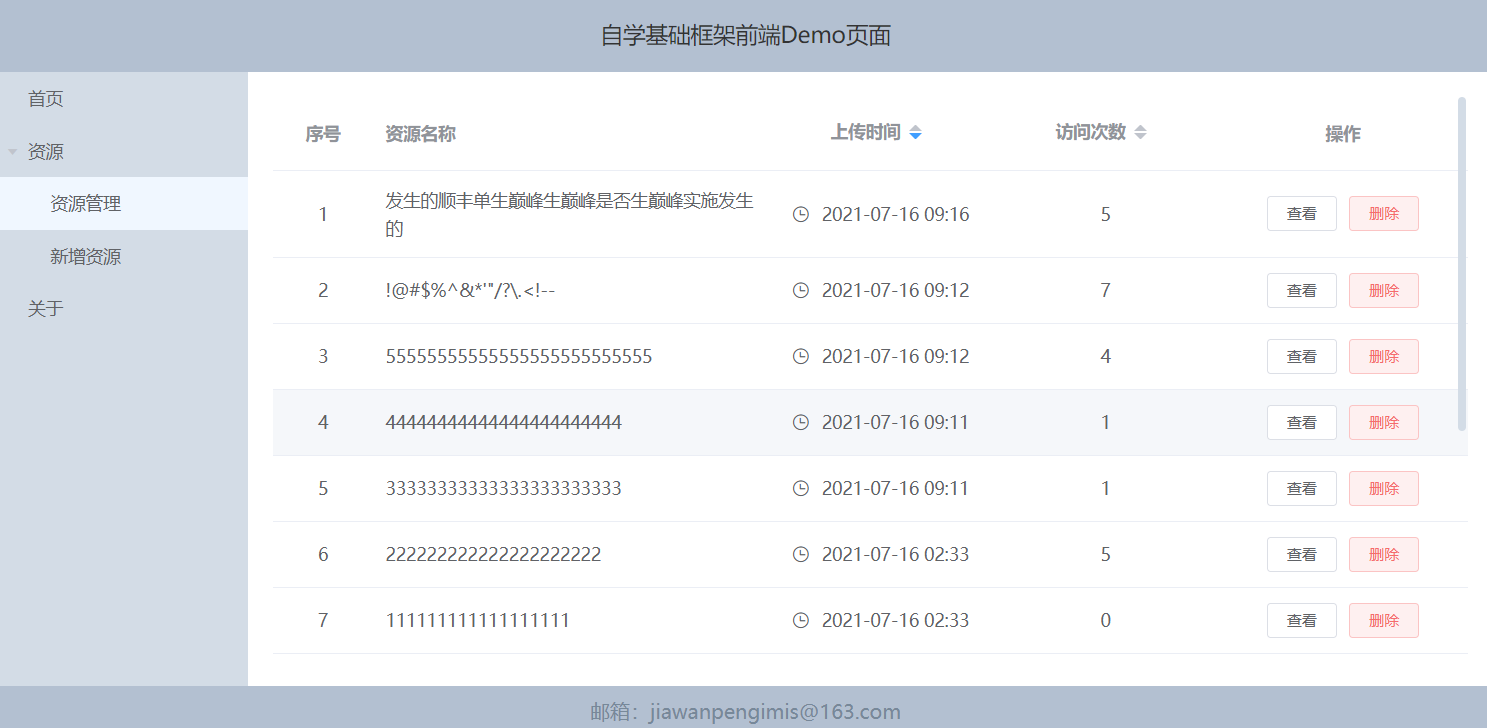 自学基础框架前端Demo页面
首页
资源
资源管理
新增资源
关于
序号 资源名称 上传时间 访问次数 操作
1 发生的顺丰单生巅峰生巅峰是否生巅峰实施发生 2021-07-16 09:16 5 查看 删除
的
2 !@#$%^&*'"/?\.<!-- 2021-07-16 09:12 7 查看 删除
3 55555555555555555555555555 2021-07-16 09:12 4 查看 删除
4 44444444444444444444444 2021-07-16 09:11 1 查看 删除
5 33333333333333333333333 2021-07-16 09:11 1 查看 删除
6 222222222222222222222 2021-07-16 02:33 5 查看 删除
7 111111111111111111 2021-07-16 02:33 0 查看 删除
邮箱：jiawanpengimis@163.com